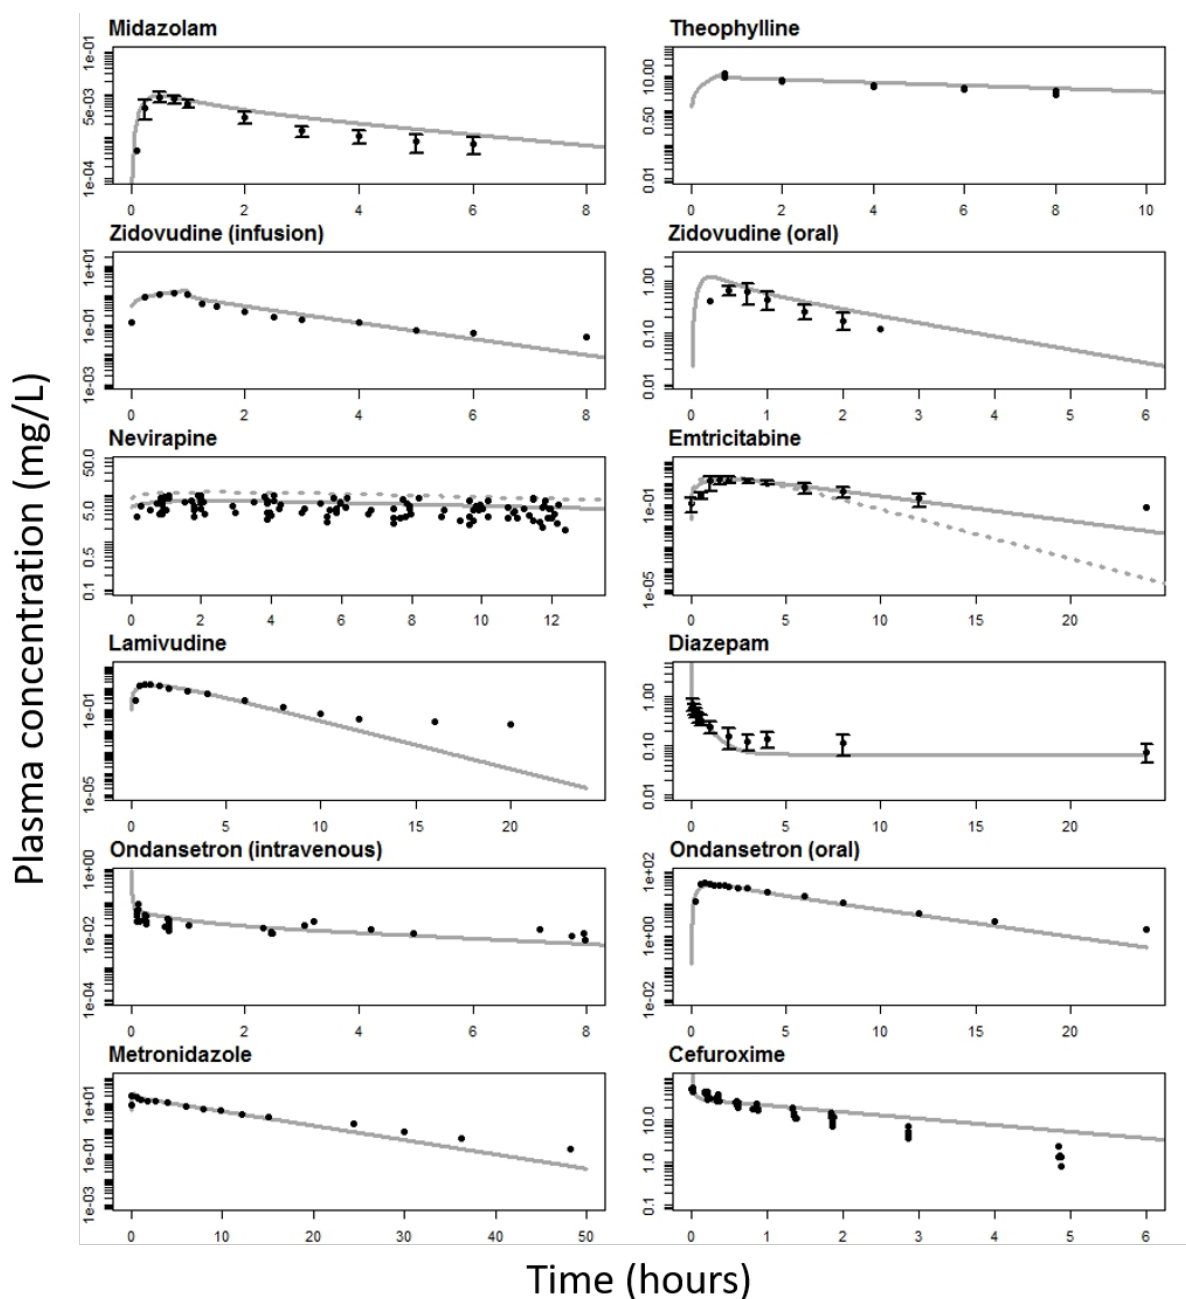 Plasma concentration (mg/L)
Midazolam
1e-01
5e-03
1e-04
0 2 4 6 8
Theophylline
10.00
0.50
0.01
0 2 4 6 8 10
Zidovudine (infusion)
1e+01
1e-01
1e-03
0 2 4 6 8
Zidovudine (oral)
1.00
0.10
0.01
0 1 2 3 4 5 6
Nevirapine
50.0
5.0
0.5
0.1
0 2 4 6 8 10 12
Emtricitabine
1e-01
1e-05
0 5 10 15 20
Lamivudine
1e-01
1e-05
5 10 15 20
Diazepam
1.00
0.10
0.01
0 5 10 15 20
Ondansetron (intravenous)
1e+00
1e-02
1e-04
0 2 4 6 8
Ondansetron (oral)
1e+02
1e+00
1e-02
0 5 10 15 20
Metronidazole
1e+01
1e-01
1e-03
0 10 20 30 40 50
Cefuroxime
10.0
1.0
0.1
0 1 2 3 4 5 6
Time (hours)